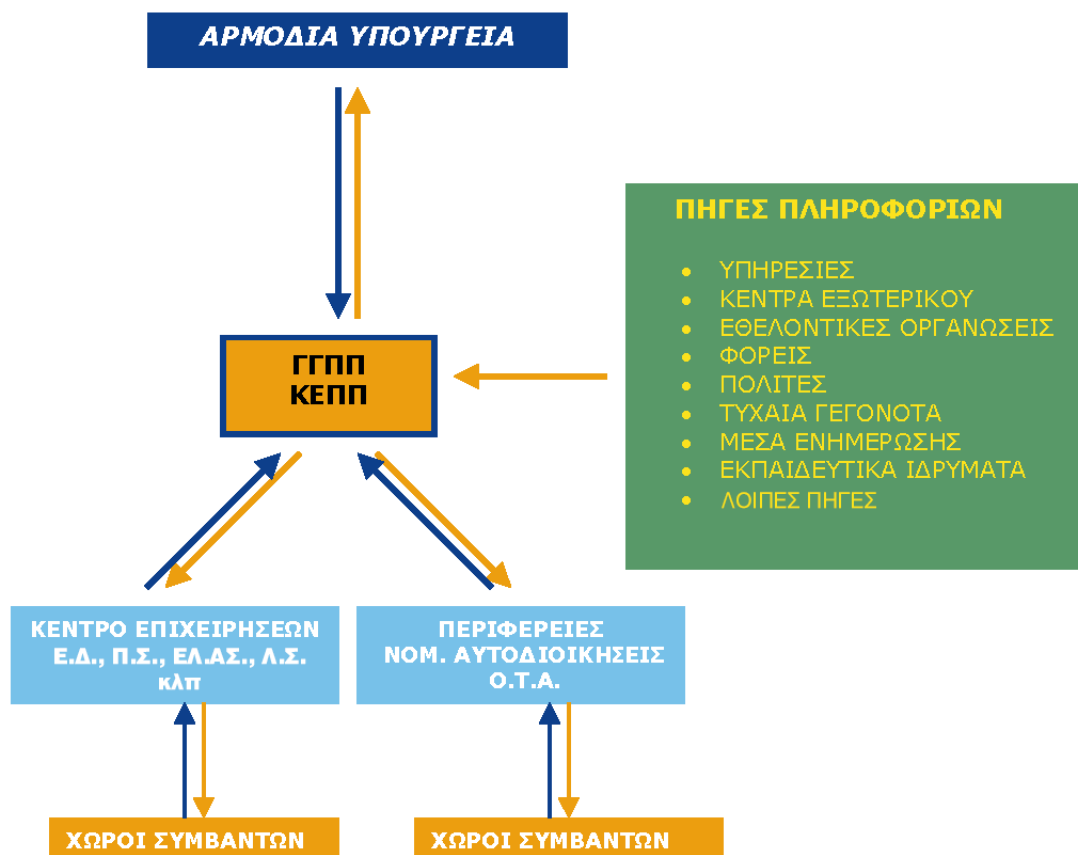 ΑΡΜΟΔΙΑ ΥΠΟΥΡΓΕΙΑ
ΠΗΓΕΣ ΠΛΗΡΟΦΟΡΙΩΝ
• ΥΠΗΡΕΣΙΕΣ
• ΚΕΝΤΡΑ ΕΞΩΤΕΡΙΚΟΥ
• ΕΘΕΛΟΝΤΙΚΕΣ ΟΡΓΑΝΩΣΕΙΣ
• ΦΟΡΕΙΣ
• ΠΟΛΙΤΕΣ
• ΤΥΧΑΙΑ ΓΕΓΟΝΟΤΑ
• ΜΕΣΑ ΕΝΗΜΕΡΩΣΗΣ
• ΕΚΠΑΙΔΕΥΤΙΚΑ ΙΔΡΥΜΑΤΑ
• ΛΟΙΠΕΣ ΠΗΓΕΣ
ΓΓΠΠ
ΚΕΠΠ
ΚΕΝΤΡΟ ΕΠΙΧΕΙΡΗΣΕΩΝ
Ε.Δ., Π.Σ., ΕΛ.ΑΣ., Λ.Σ.
κλπ
ΠΕΡΙΦΕΡΕΙΕΣ
ΝΟΜ. ΑΥΤΟΔΙΟΙΚΗΣΕΙΣ
Ο.Τ.Α.
ΧΩΡΟΙ ΣΥΜΒΑΝΤΩΝ
ΧΩΡΟΙ ΣΥΜΒΑΝΤΩΝ